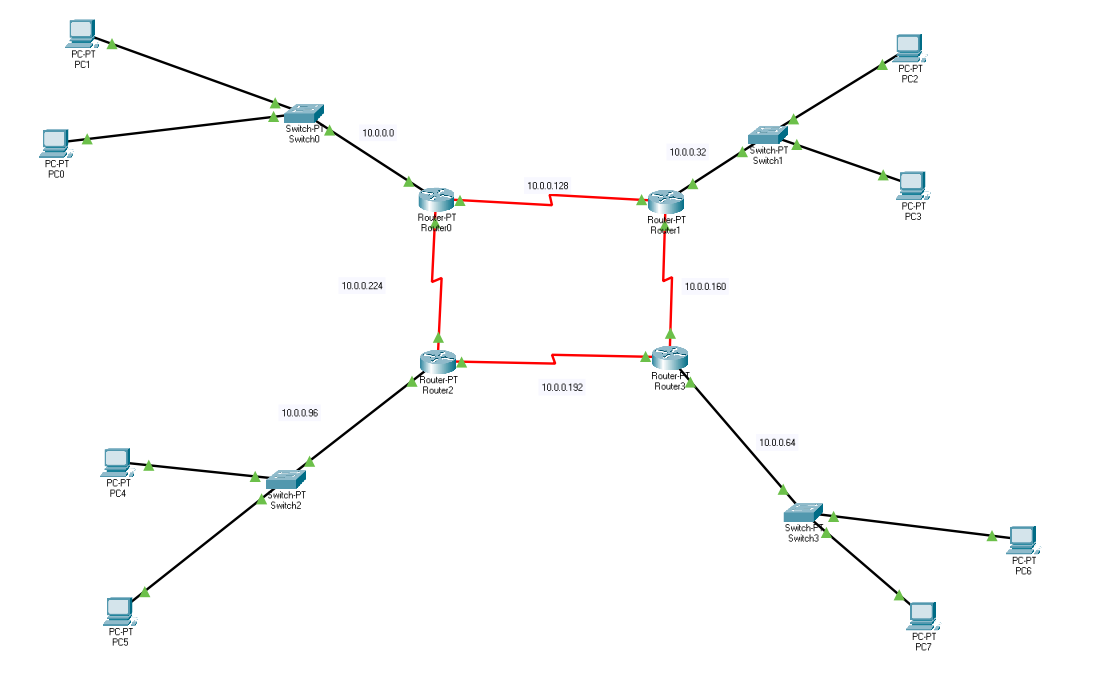 PC-PT
PC1
PC-PT
PC0
Switch-PT
Switch0
10.0.0.0
Router-PT
Router0
10.0.0.128
Router-PT
Router1
10.0.0.32
Switch-PT
Switch1
PC-PT
PC2
PC-PT
PC3
10.0.0.224
10.0.0.160
Router-PT
Router2
10.0.0.192
Router-PT
Router3
10.0.0.96
10.0.0.64
PC-PT
PC4
Switch-PT
Switch2
PC-PT
PC5
Switch-PT
Switch3
PC-PT
PC6
PC-PT
PC7